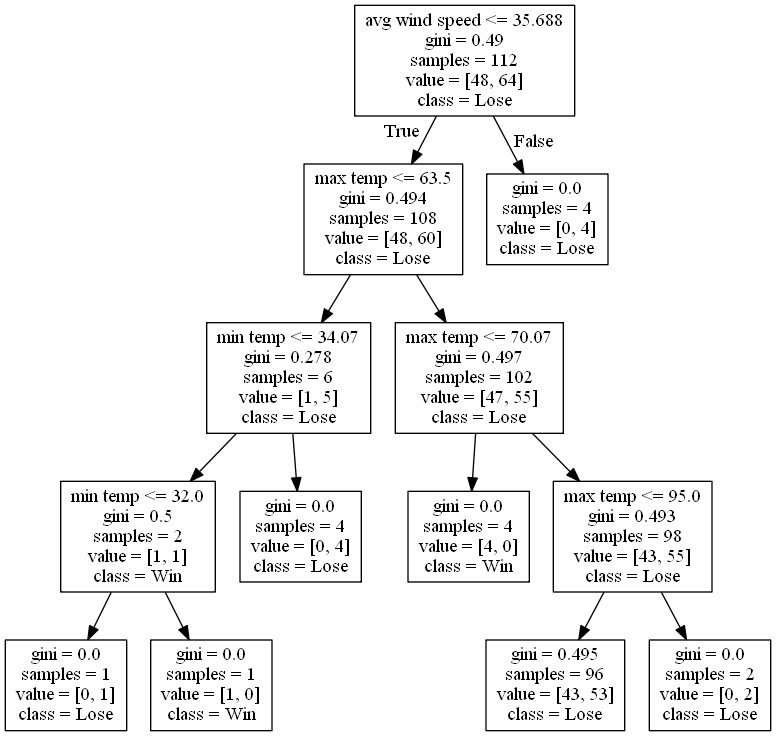 avg wind speed <= 35.688
gini = 0.49
samples = 112
value = [48, 64]
class = Lose
True
False
max temp <= 63.5
gini = 0.494
samples = 108
value = [48, 60]
class = Lose
gini = 0.0
samples = 4
value = [0, 4]
class = Lose
min temp <= 34.07
gini = 0.278
samples = 6
value = [1, 5]
class = Lose
max temp <= 70.07
gini = 0.497
samples = 102
value = [47, 55]
class = Lose
min temp <= 32.0
gini = 0.5
samples = 2
value = [1, 1]
class = Win
gini = 0.0
samples = 4
value = [0, 4]
class = Lose
gini = 0.0
samples = 4
value = [4, 0]
class = Win
max temp <= 95.0
gini = 0.493
samples = 98
value = [43, 55]
class = Lose
gini = 0.0
samples = 1
value = [0, 1]
class = Lose
gini = 0.0
samples = 1
value = [1, 0]
class = Win
gini = 0.495
samples = 96
value = [43, 53]
class = Lose
gini = 0.0
samples = 2
value = [0, 2]
class = Lose